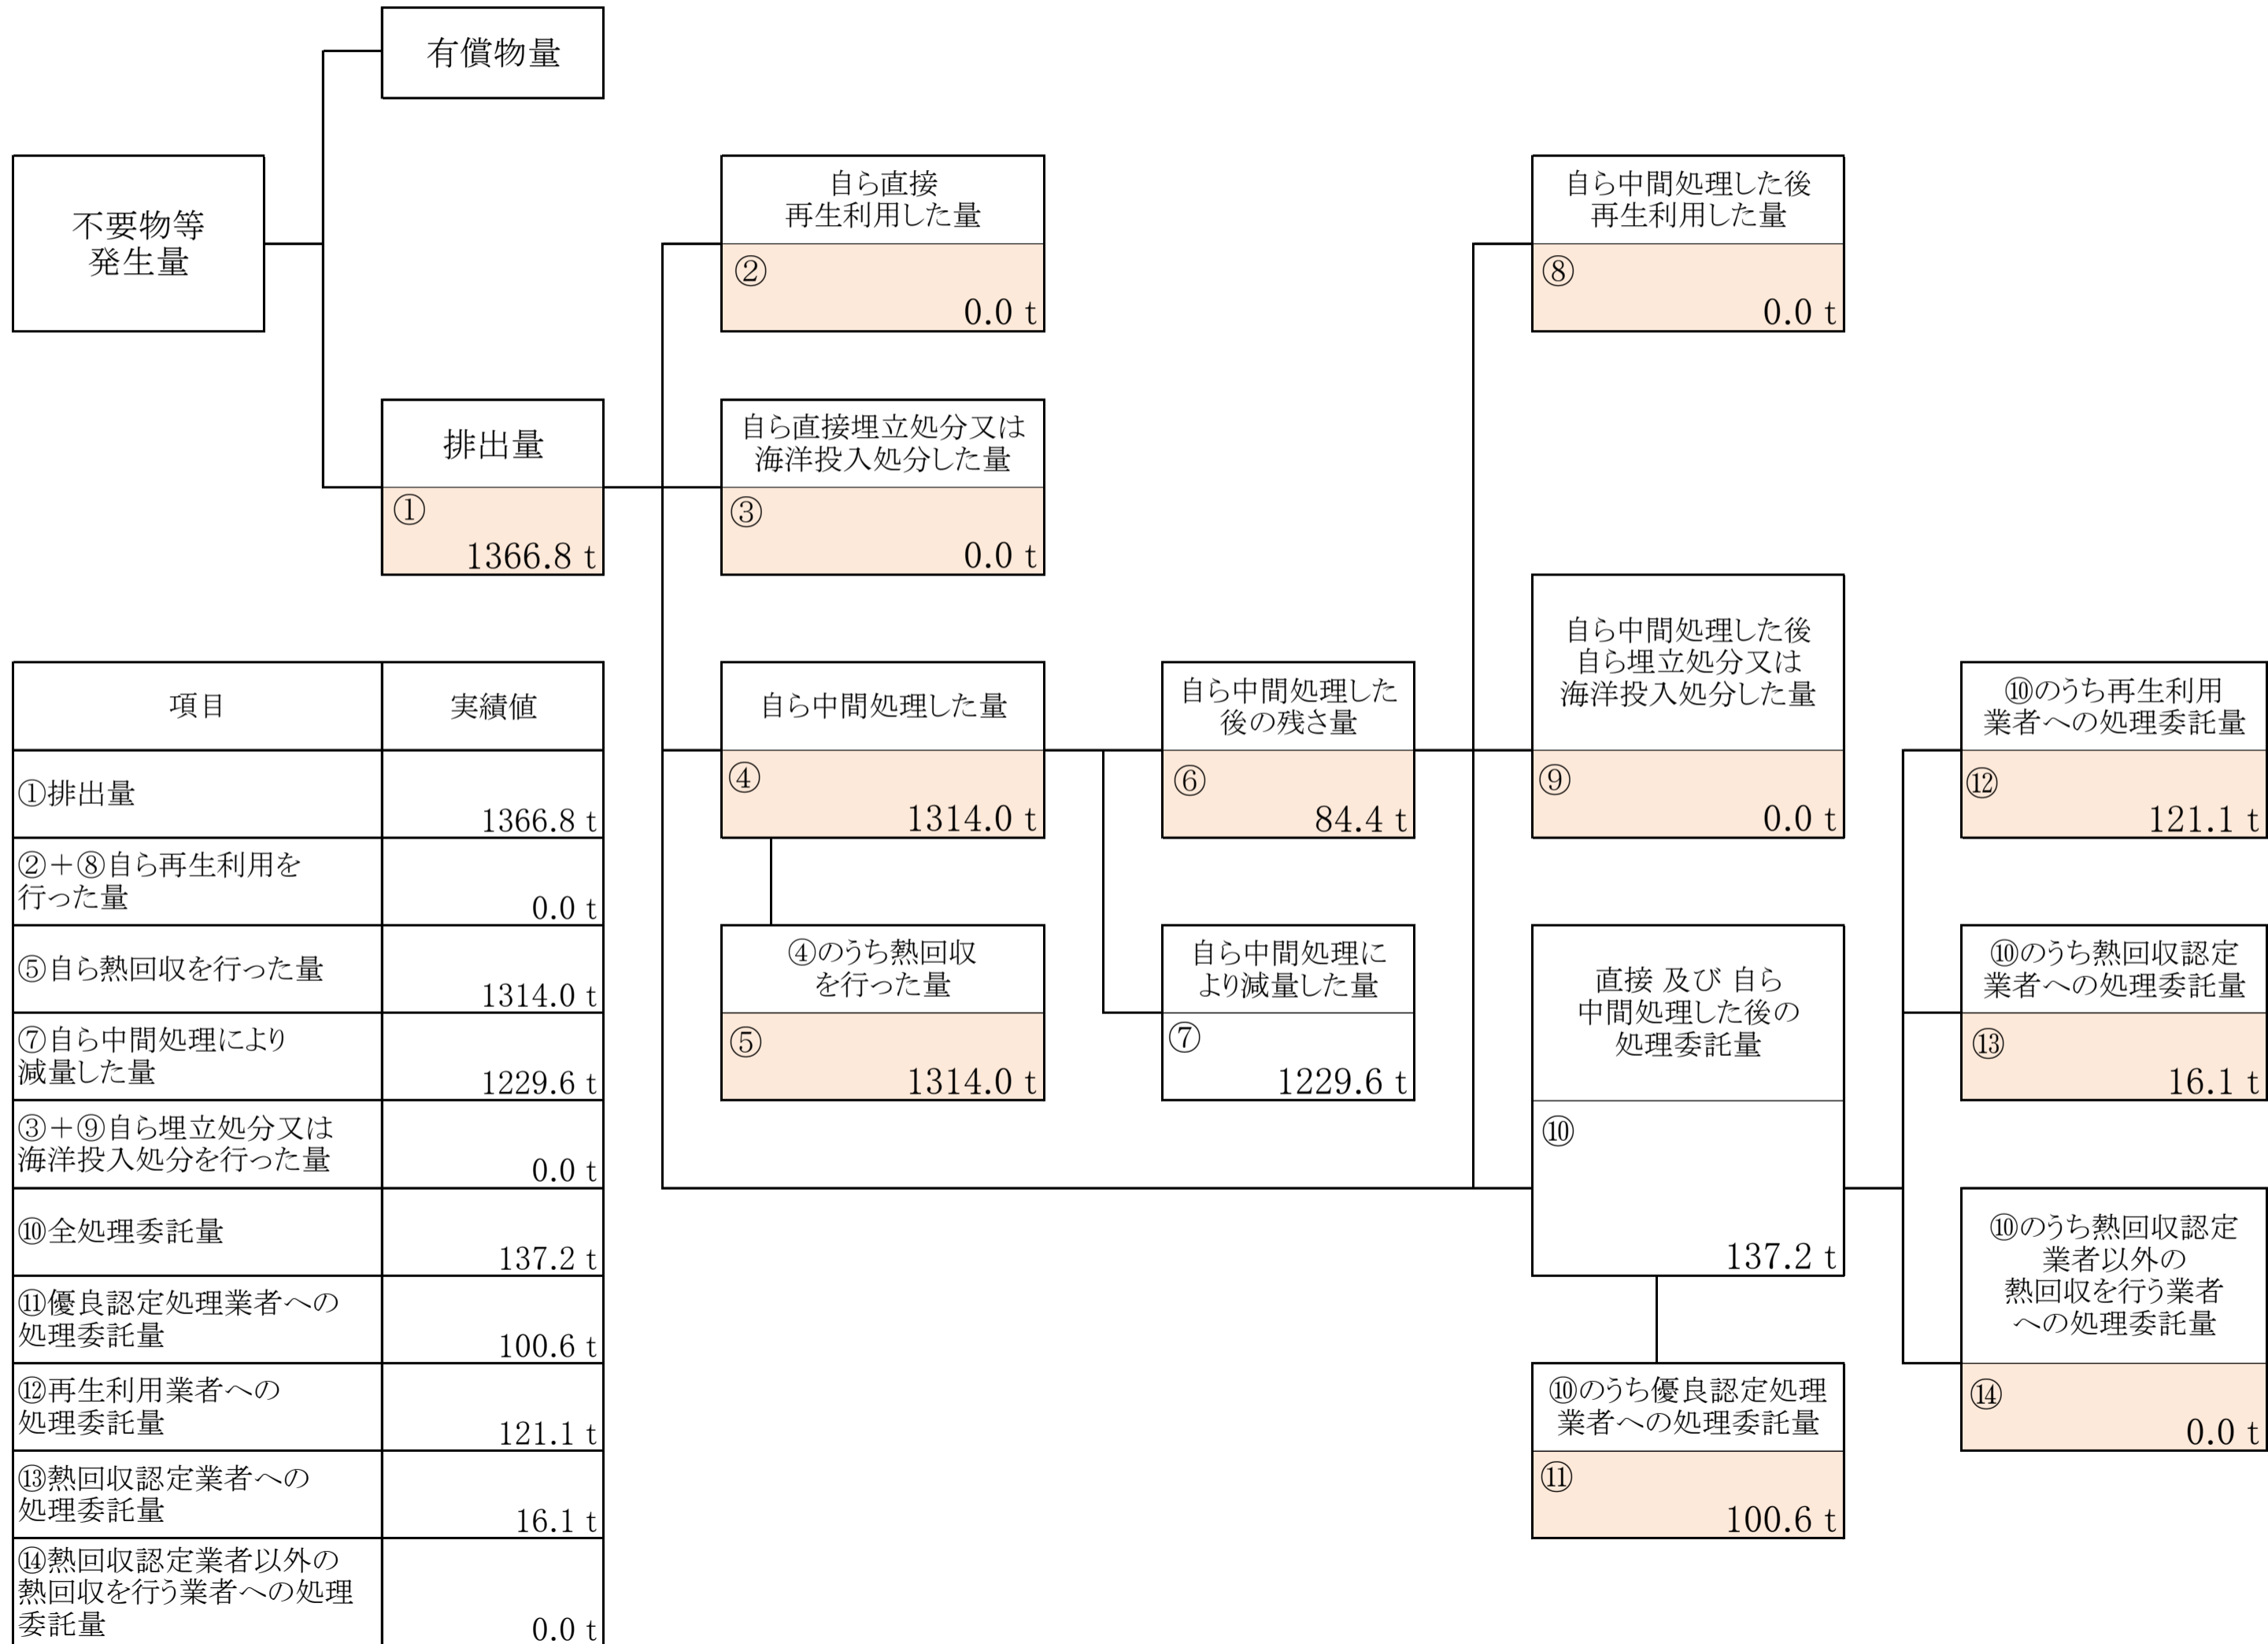 有償物量
不要物等
発生量
自ら直接
再生利用した量
②
0.0 t
自ら中間処理した後
再生利用した量
⑧
0.0 t
排出量
①
1366.8 t
自ら直接埋立処分又は
海洋投入処分した量
③
0.0 t
自ら中間処理した量
④
1314.0 t
自ら中間処理した
後の残さ量
⑥
84.4 t
自ら中間処理した後
自ら埋立処分又は
海洋投入処分した量
⑨
0.0 t
⑩のうち再生利用
業者への処理委託量
⑫
121.1 t
④のうち熱回収
を行った量
⑤
1314.0 t
自ら中間処理に
より減量した量
⑦
1229.6 t
直接 及び 自ら
中間処理した後の
処理委託量
⑩
137.2 t
⑩のうち熱回収認定
業者への処理委託量
⑬
16.1 t
⑩のうち熱回収認定
業者以外の
熱回収を行う業者
への処理委託量
⑭
0.0 t
⑩のうち優良認定処理
業者への処理委託量
⑪
100.6 t
項目 実績値
①排出量
1366.8 t
②＋⑧自ら再生利用を
行った量
0.0 t
⑤自ら熱回収を行った量
1314.0 t
⑦自ら中間処理により
減量した量
1229.6 t
③＋⑨自ら埋立処分又は
海洋投入処分を行った量
0.0 t
⑩全処理委託量
137.2 t
⑪優良認定処理業者への
処理委託量
100.6 t
⑫再生利用業者への
処理委託量
121.1 t
⑬熱回収認定業者への
処理委託量
16.1 t
⑭熱回収認定業者以外の
熱回収を行う業者への処理
委託量
0.0 t